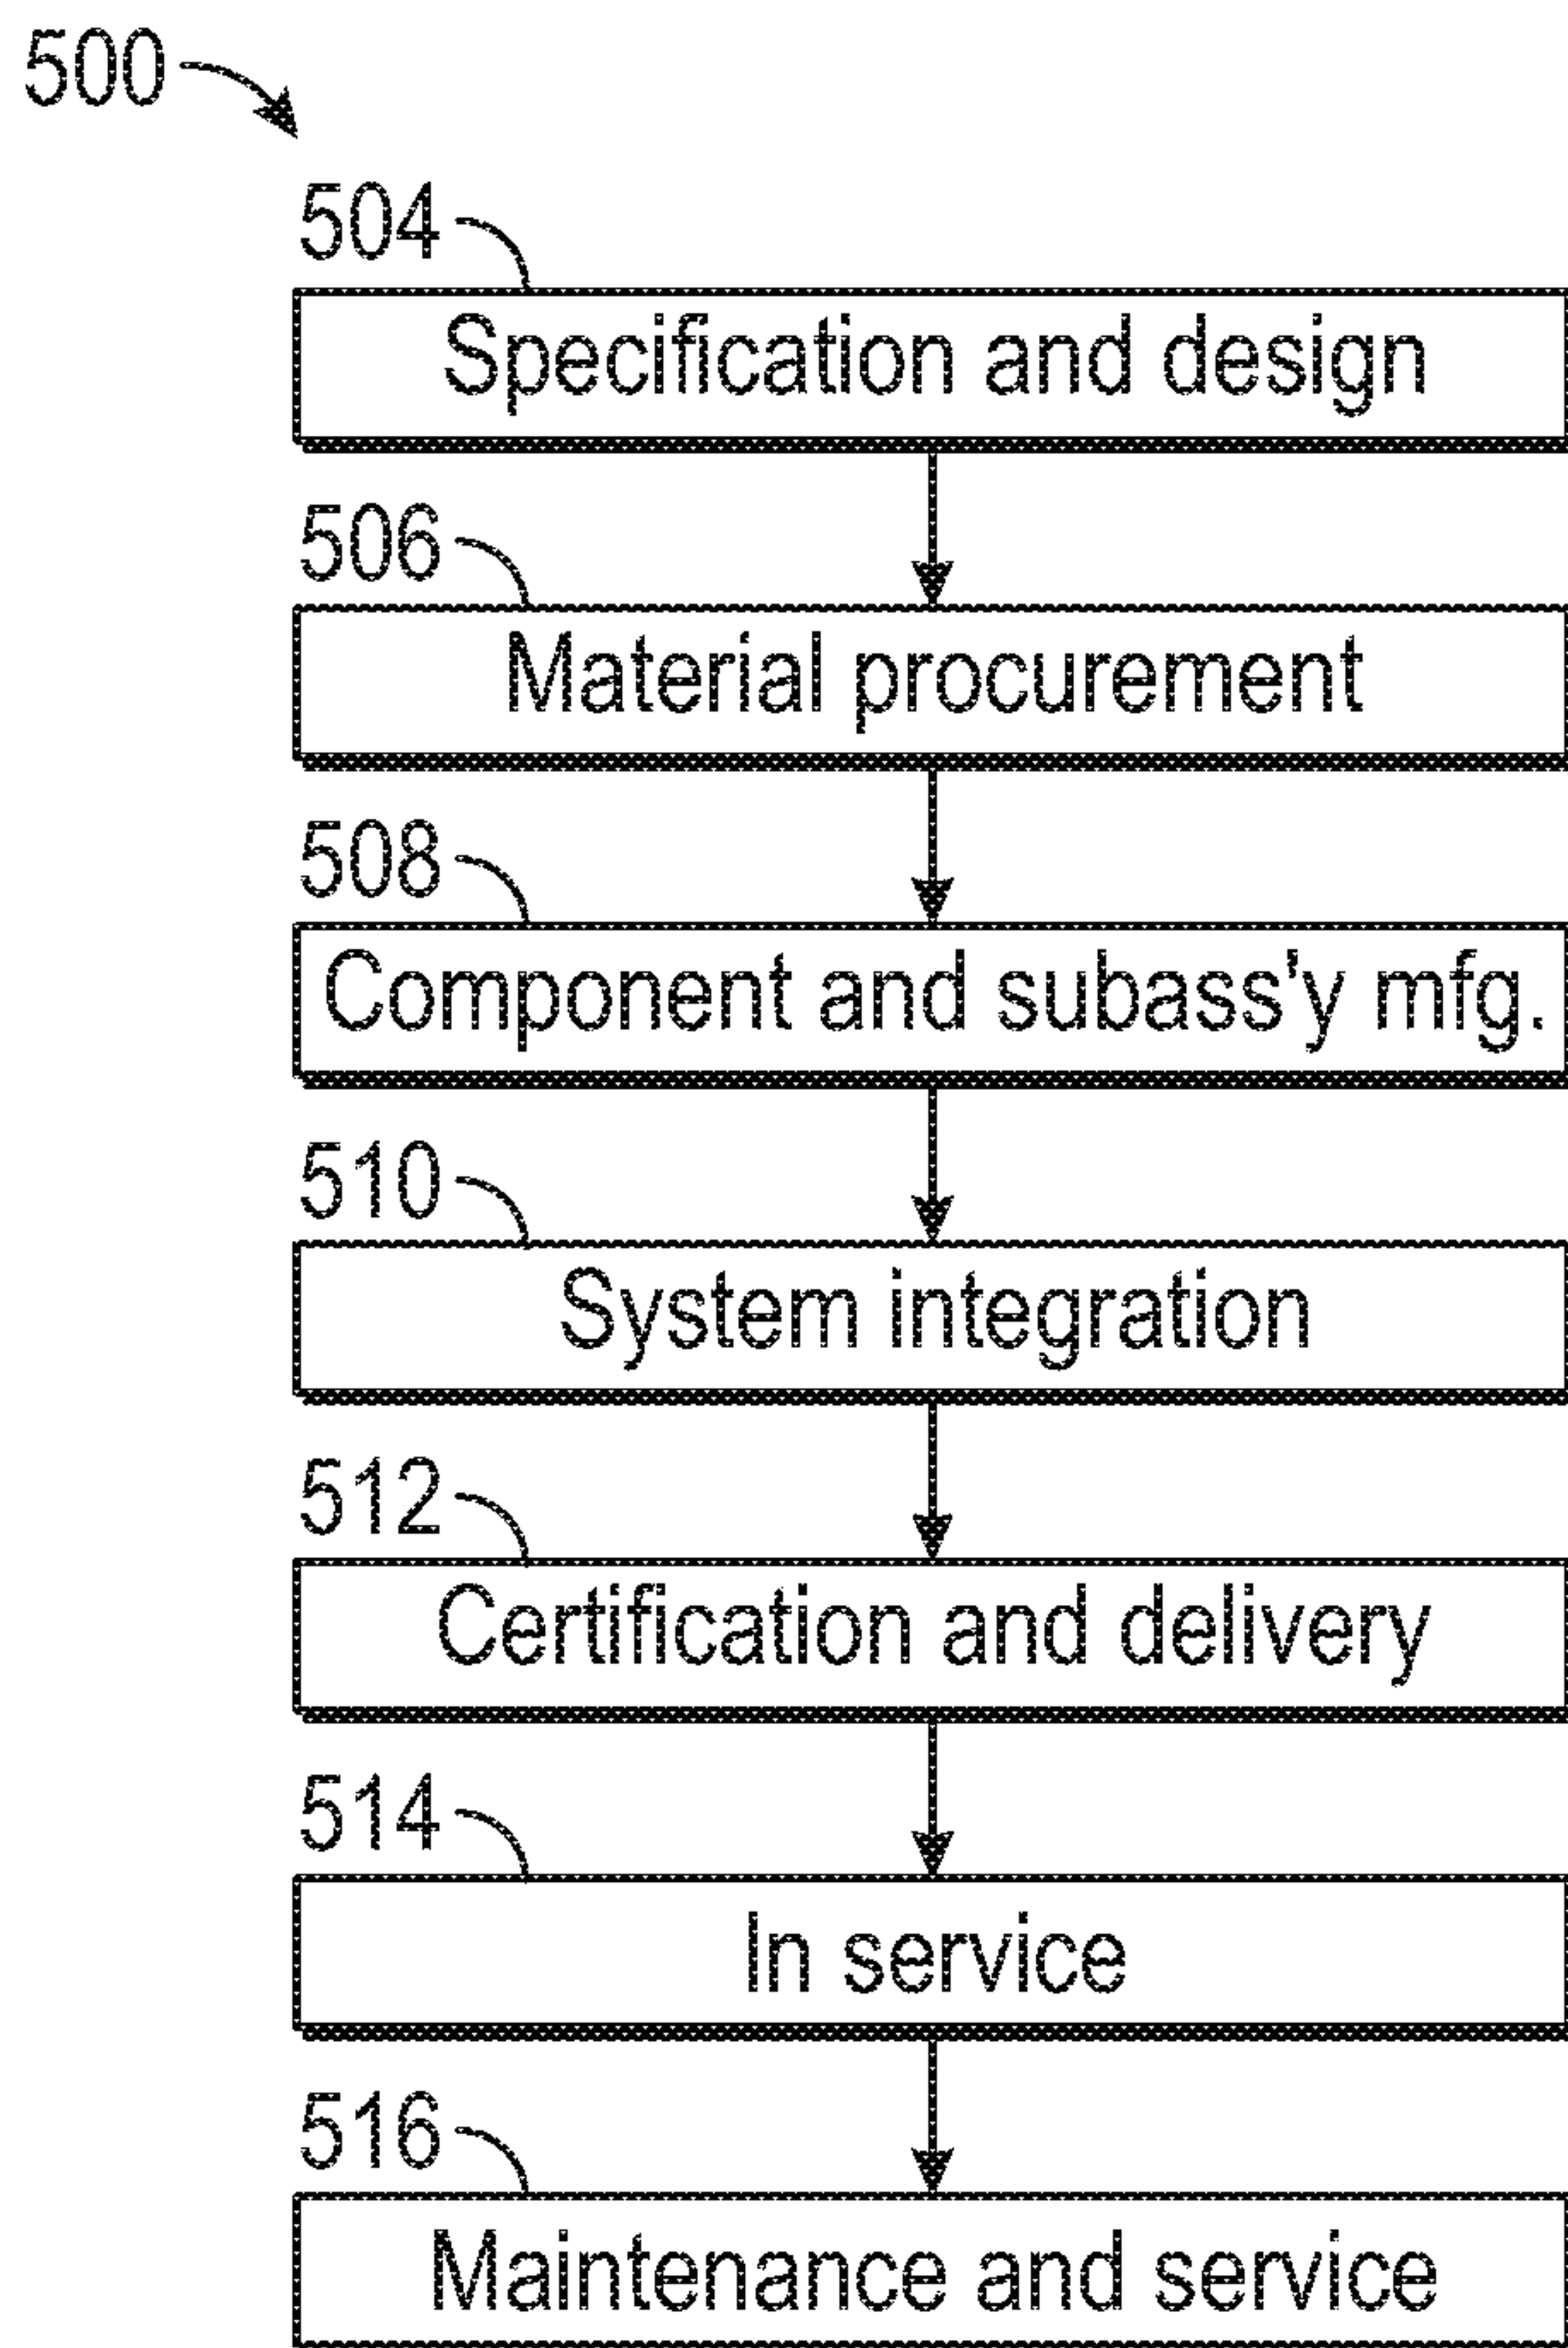 500
504
Specification and design
506
Material procurement
508
Component and subass'y mfg.
510
System integration
512
Certification and delivery
514
In service
516
Maintenance and service